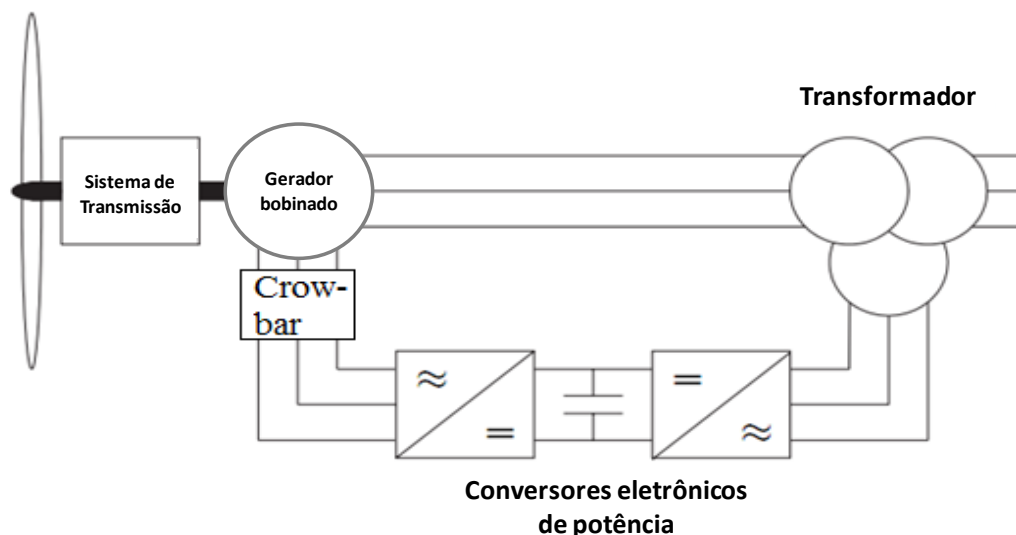 Transformador
Sistema de
Transmissão
Gerador
bobinado
Crow-
bar
≈
=
=
≈
Conversores eletrônicos
de potência